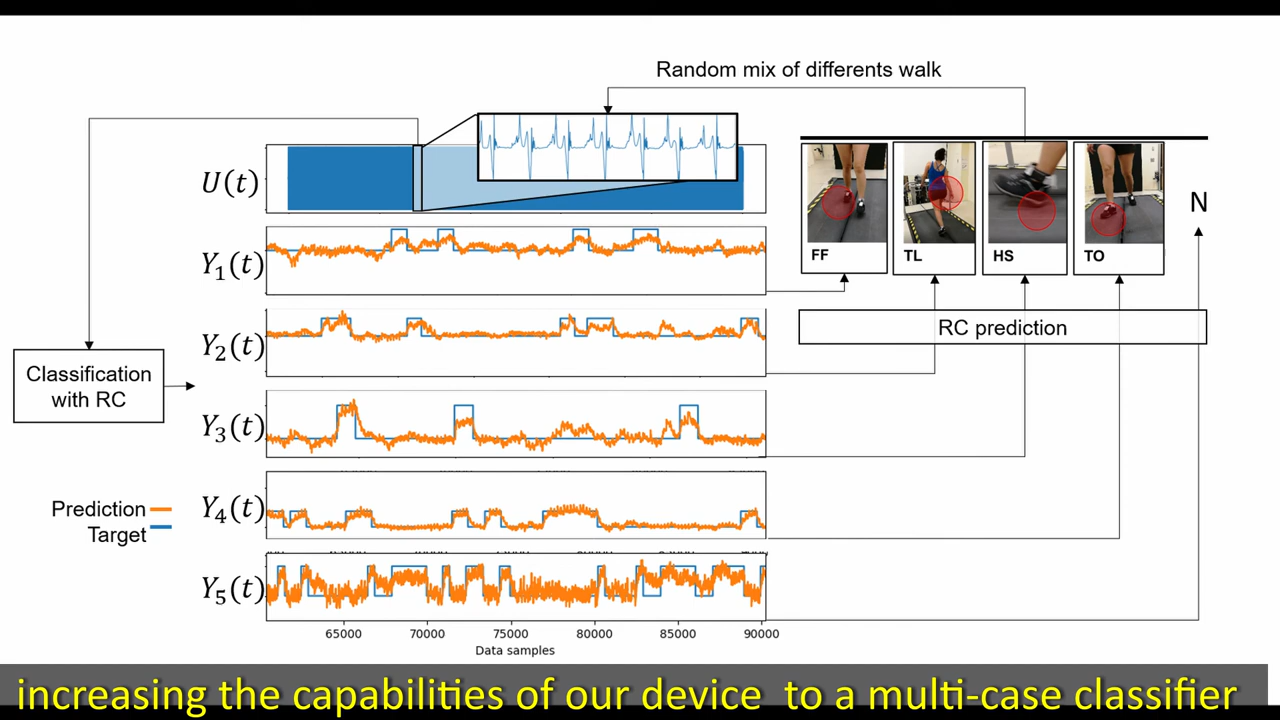 Random mix of differents walk
U(t)
Y1(t)
Y2(t)
Y3(t)
Y4(t)
Y5(t)
Classification
with RC
Prediction
Target
65000 70000 75000 80000 85000 90000
Data samples
FF TL HS TO
N
RC prediction
increasing the capabilities of our device to a multi-case classifier